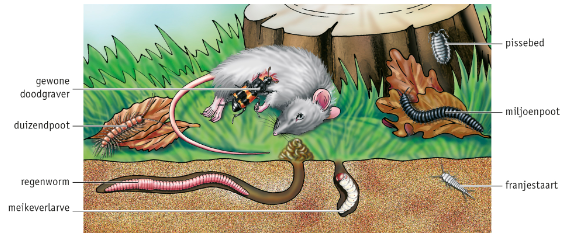 gewone
doodgraver
duizendpoot
regenworm
meikeverlarve
pissebed
miljoenpoot
franjestaart